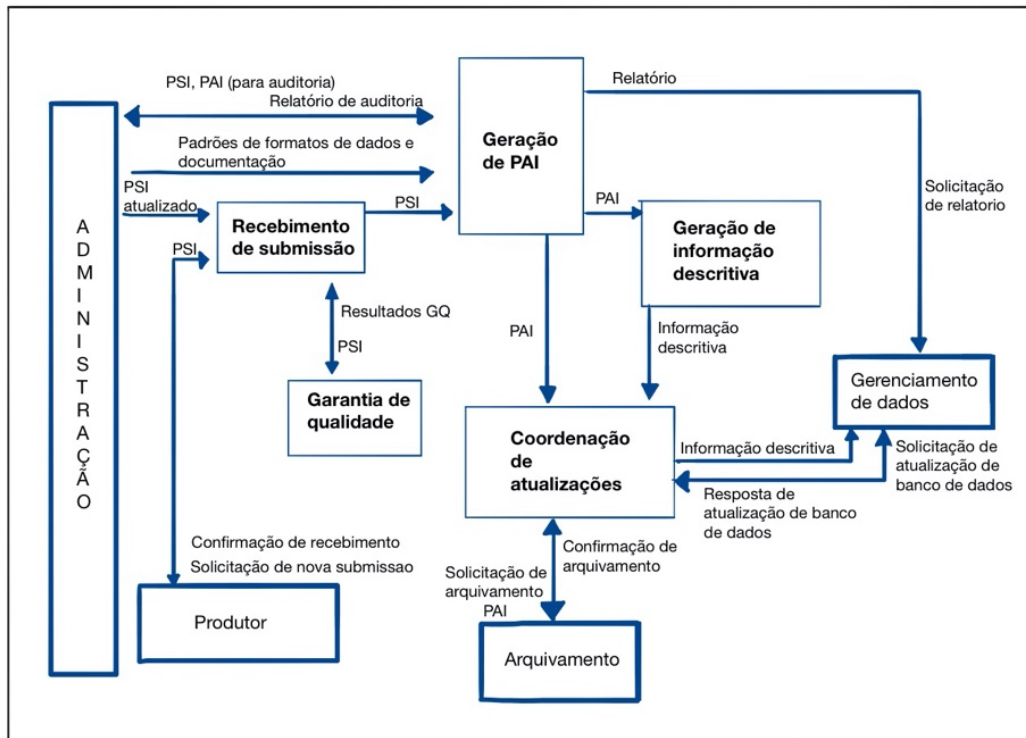 PSI, PAI (para auditoria)
Relatório de auditoria
Padrões de formatos de dados e
documentação
PSI
atualizado
ADMINISTRAÇÃO
PSI
Recebimento
de submissão
PSI
Geração
de PAI
Relatório
Solicitação
de relatorio
PAI
Geração de
informação
descritiva
Resultados GQ
PSI
Garantia de
qualidade
PAI
Informação
descritiva
Gerenciamento
de dados
Coordenação
de
atualizações
Informação descritiva
Solicitação de
atualização de
banco de dados
Resposta de
atualização de banco
de dados
Confirmação de recebimento
Solicitação de nova submissao
Produtor
Confirmação de
arquivamento
Solicitação de
arquivamento
PAI
Arquivamento